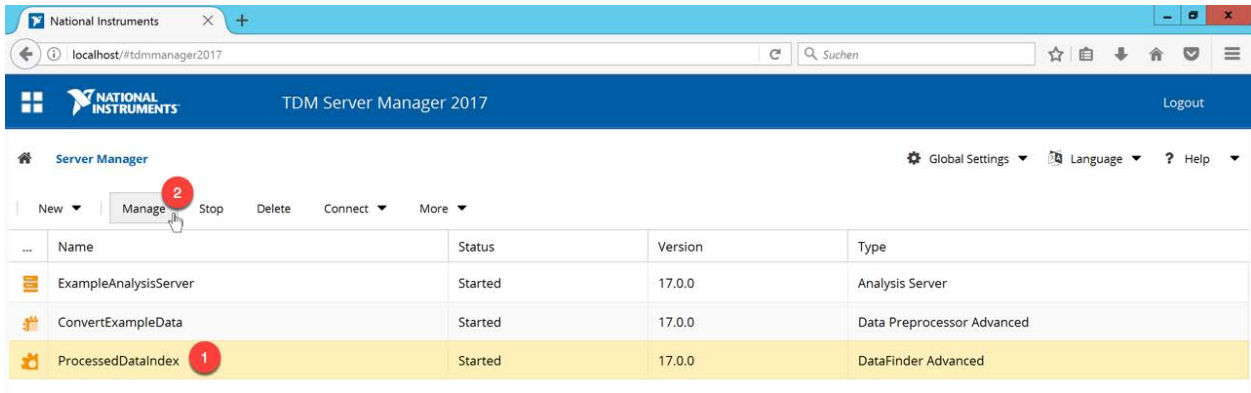 National Instruments
localhost/#tdmmanager2017
Suchen
NATIONAL INSTRUMENTS
TDM Server Manager 2017
Logout
Server Manager
Global Settings
Language
? Help
2
New
Manage
Stop
Delete
Connect
More
... Name Status Version Type
ExampleAnalysisServer Started 17.0.0 Analysis Server
ConvertExampleData Started 17.0.0 Data Preprocessor Advanced
ProcessedDataIndex 1 Started 17.0.0 DataFinder Advanced